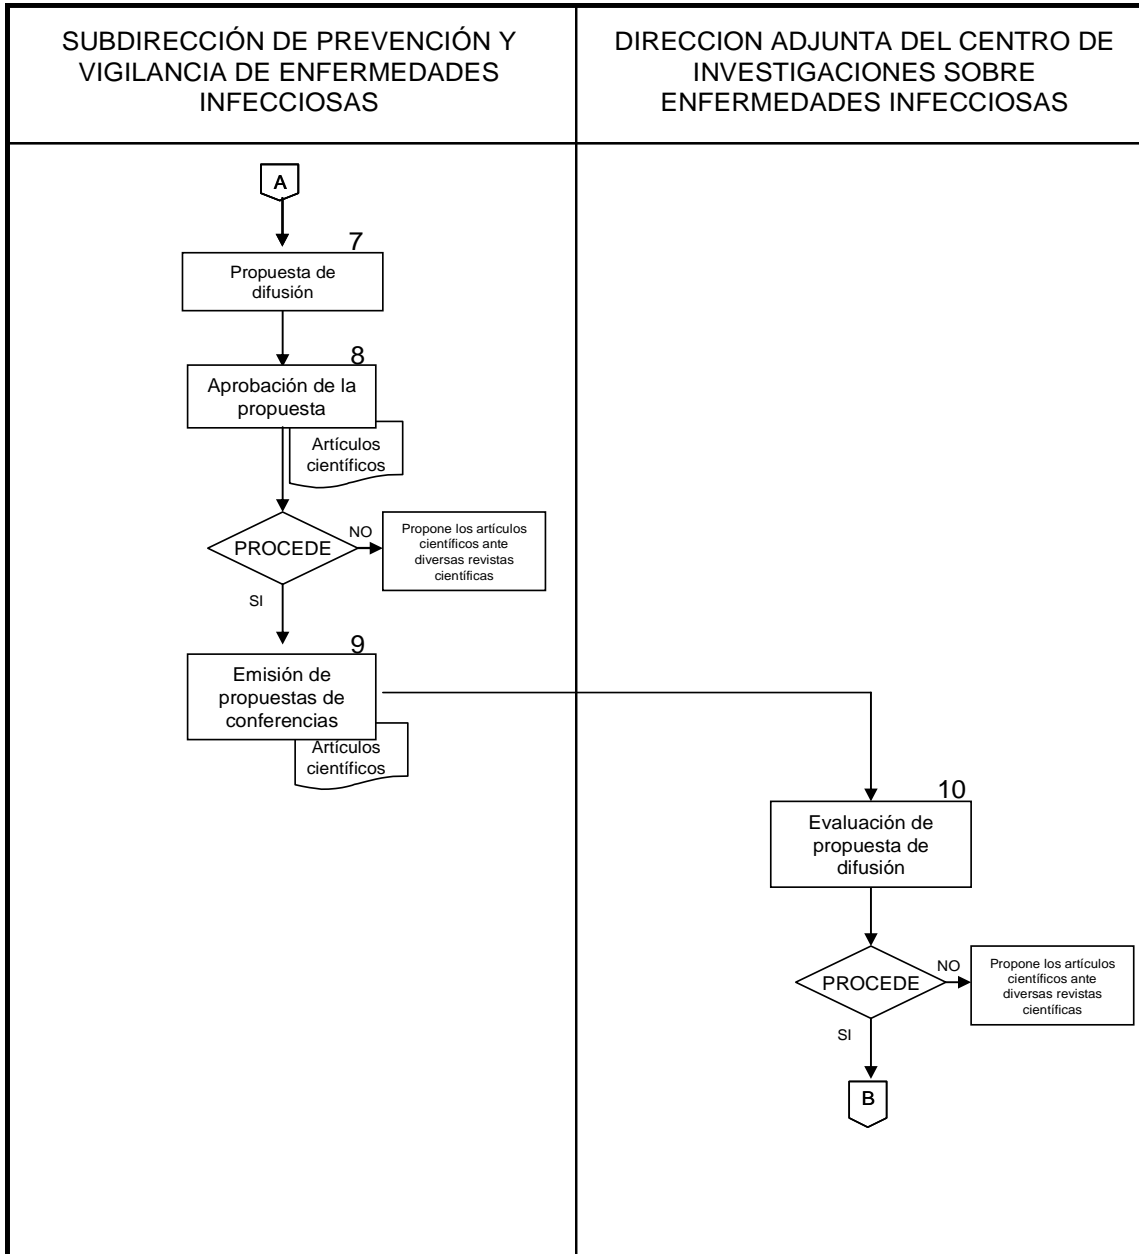 SUBDIRECCIÓN DE PREVENCIÓN Y
VIGILANCIA DE ENFERMEDADES
INFECCIOSAS
DIRECCION ADJUNTA DEL CENTRO DE
INVESTIGACIONES SOBRE
ENFERMEDADES INFECCIOSAS
A
7
Propuesta de
difusión
8
Aprobación de la
propuesta
Artículos
científicos
PROCEDE
NO
Propone los artículos
científicos ante
diversas revistas
científicas
SI
9
Emisión de
propuestas de
conferencias
Artículos
científicos
10
Evaluación de
propuesta de
difusión
PROCEDE
NO
Propone los artículos
científicos ante
diversas revistas
científicas
SI
B